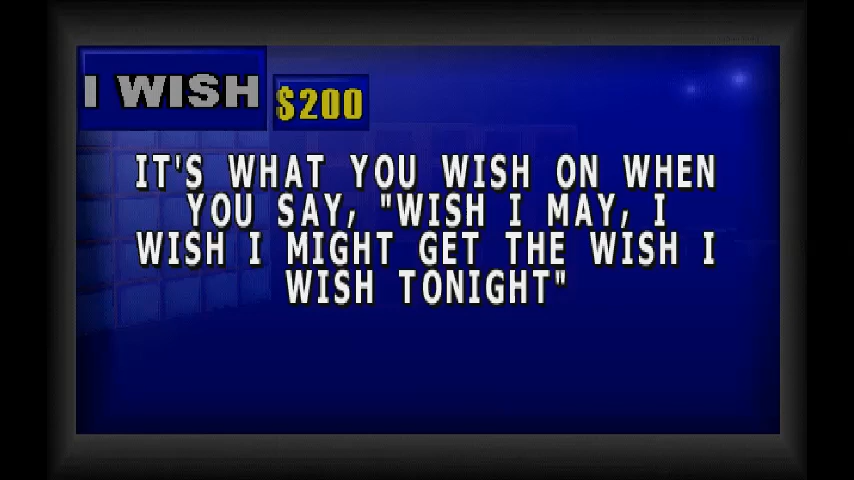 I WISH
$200
IT'S WHAT YOU WISH ON WHEN
YOU SAY, "WISH I MAY, I
WISH I MIGHT GET THE WISH I
WISH TONIGHT"